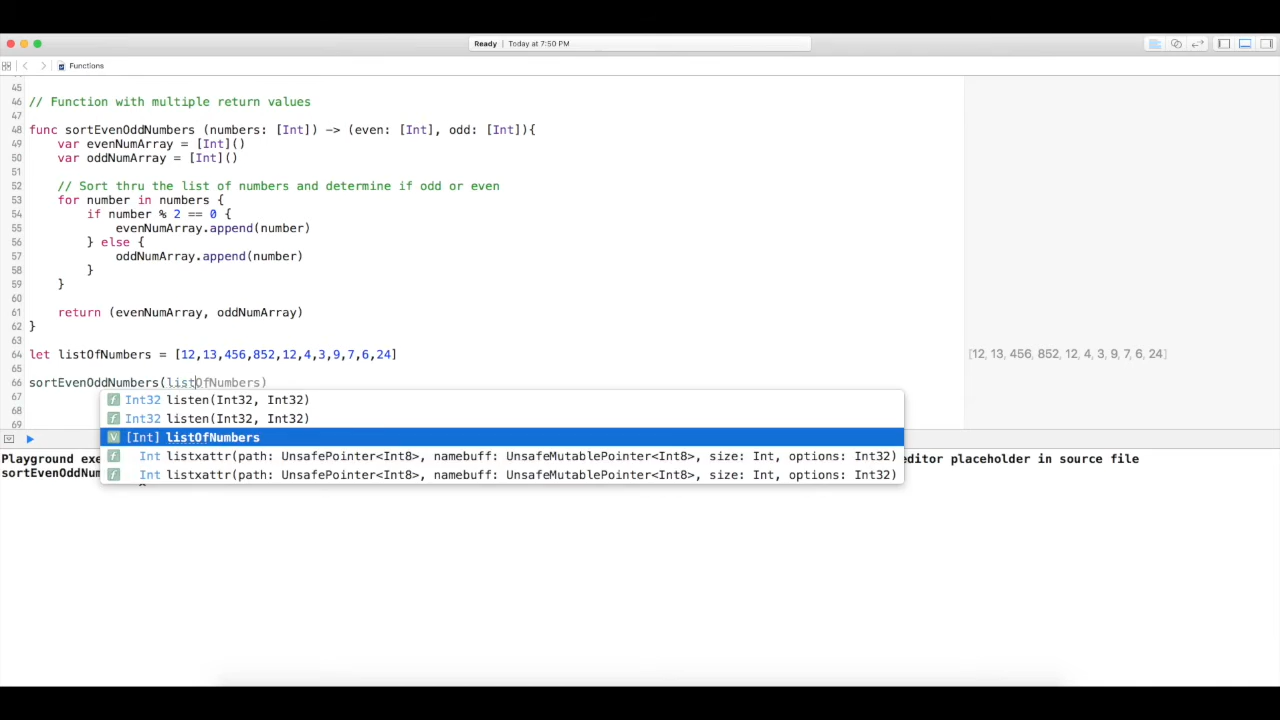 Ready | Today at 7:50 PM
Functions
45
46 // Function with multiple return values
47
48 func sortEvenOddNumbers (numbers: [Int]) -> (even: [Int], odd: [Int]){
49 var evenNumArray = [Int]()
50 var oddNumArray = [Int]()
51
52 // Sort thru the list of numbers and determine if odd or even
53 for number in numbers {
54 if number % 2 == 0 {
55 evenNumArray.append(number)
56 } else {
57 oddNumArray.append(number)
58 }
59 }
60
61 return (evenNumArray, oddNumArray)
62 }
63
64 let listOfNumbers = [12,13,456,852,12,4,3,9,7,6,24] [12, 13, 456, 852, 12, 4, 3, 9, 7, 6, 24]
65
66 sortEvenOddNumbers(listOfNumbers)
67
f Int32 listen(Int32, Int32)
68
f Int32 listen(Int32, Int32)
69
V [Int] listOfNumbers
f Int listxattr(path: UnsafePointer<Int8>, namebuff: UnsafeMutablePointer<Int8>, size: Int, options: Int32)
Playground exe editor placeholder in source file
sortEvenOddNum
f Int listxattr(path: UnsafePointer<Int8>, namebuff: UnsafeMutablePointer<Int8>, size: Int, options: Int32)